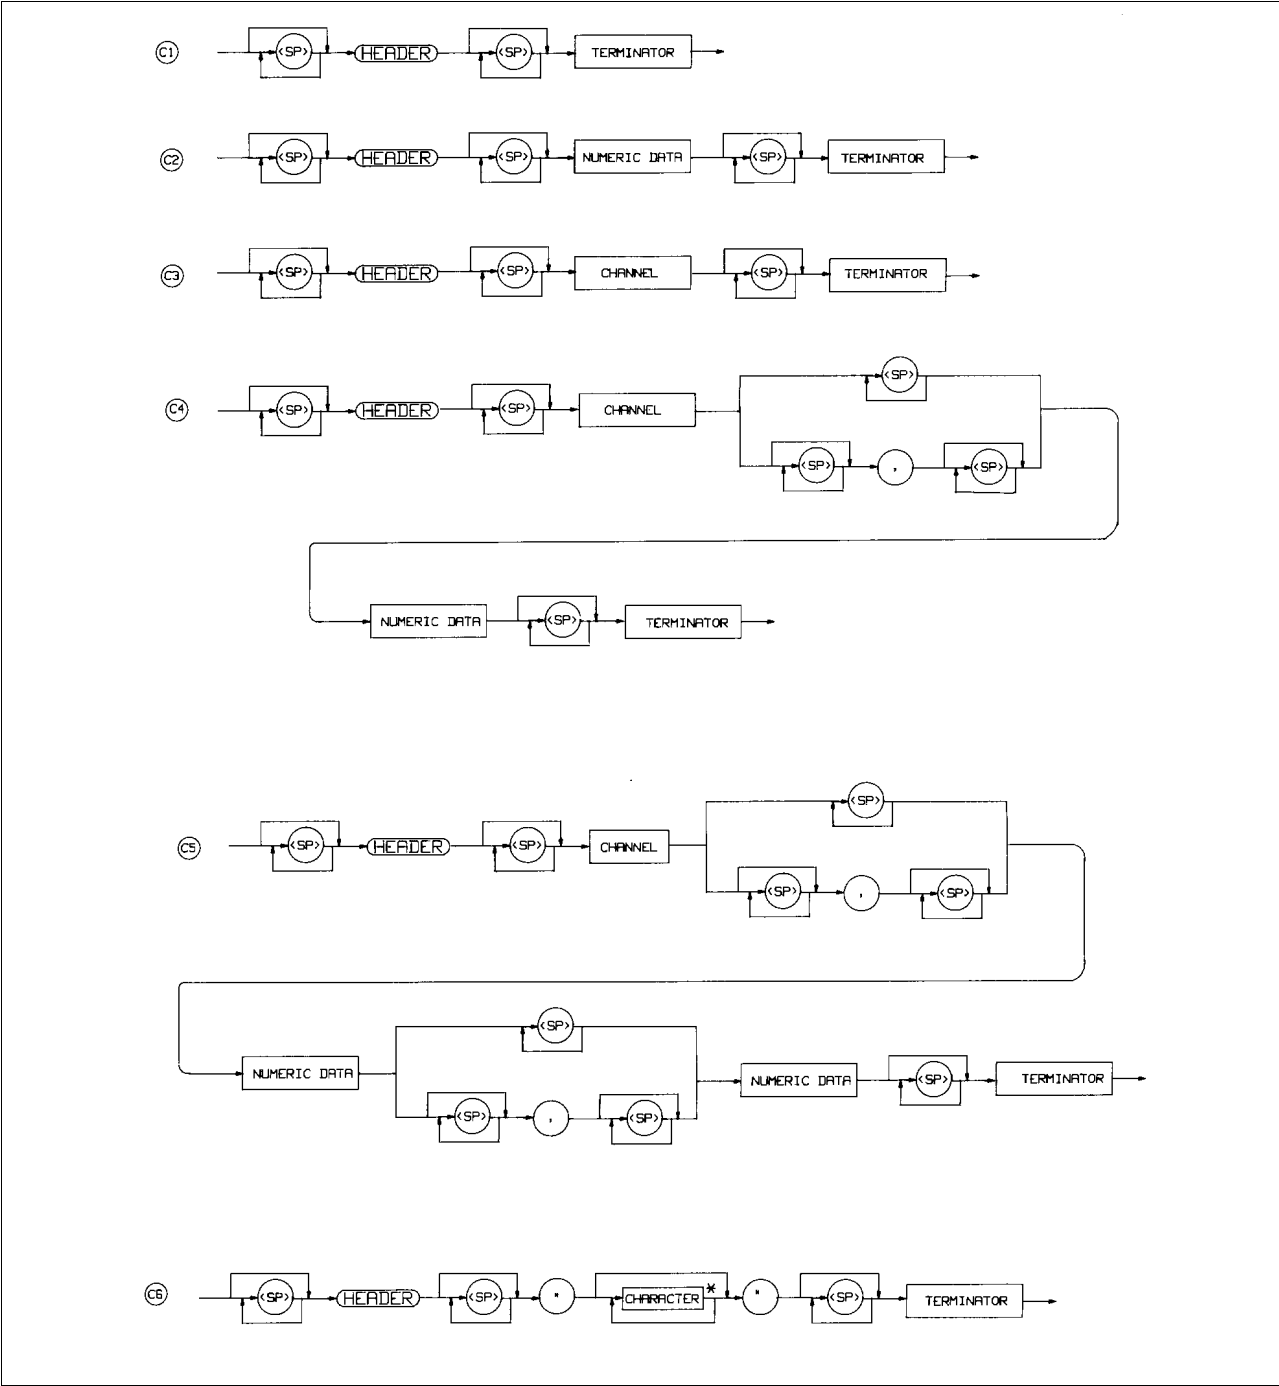 C1 <SP> HEADER <SP> TERMINATOR
C2 <SP> HEADER <SP> NUMERIC DATA <SP> TERMINATOR
C3 <SP> HEADER <SP> CHANNEL <SP> TERMINATOR
<SP>
C4 <SP> HEADER <SP> CHANNEL
<SP> , <SP>
NUMERIC DATA <SP> TERMINATOR
<SP>
C5 <SP> HEADER <SP> CHANNEL
<SP> , <SP>
<SP>
NUMERIC DATA NUMERIC DATA <SP> TERMINATOR
<SP> , <SP>
C6 <SP> HEADER <SP> " CHARACTER * " <SP> TERMINATOR